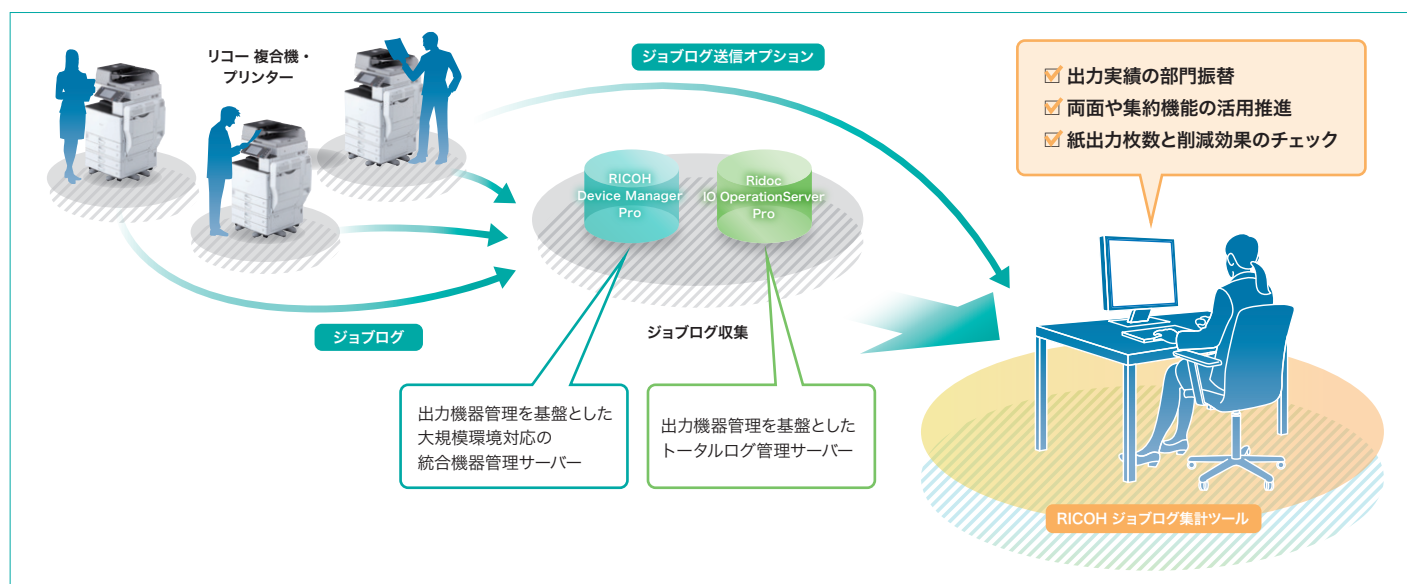 リコー 複合機・
プリンター
ジョブログ送信オプション
出力実績の部門振替
両面や集約機能の活用推進
紙出力枚数と削減効果のチェック
RICOH
Device Manager
Pro
Ridoc
IO OperationServer
Pro
ジョブログ
ジョブログ収集
出力機器管理を基盤とした
大規模環境対応の
統合機器管理サーバー
出力機器管理を基盤とした
トータルログ管理サーバー
RICOH ジョブログ集計ツール